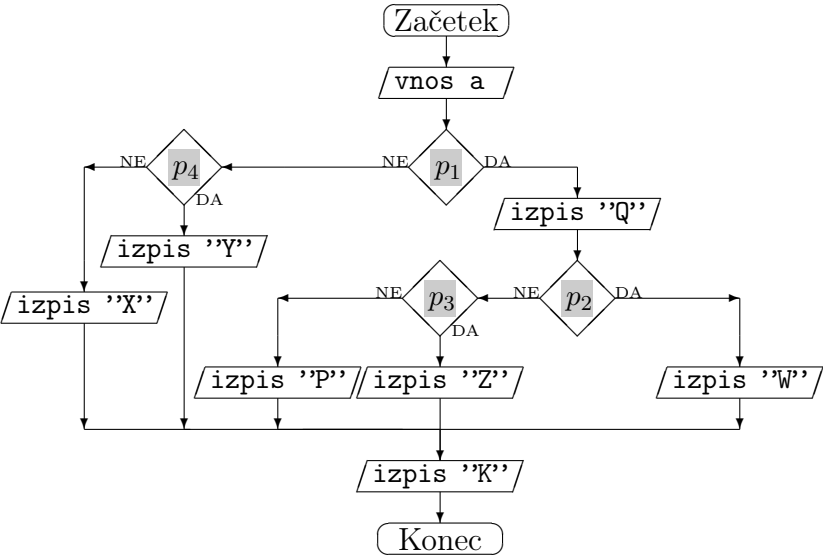 Začetek
vnos a
NE p₄ NE p₁ DA
DA
izpis ”Q”
izpis ”Y”
izpis ”X”
NE p₃ NE p₂ DA
DA
izpis ”P” izpis ”Z” izpis ”W”
izpis ”K”
Konec